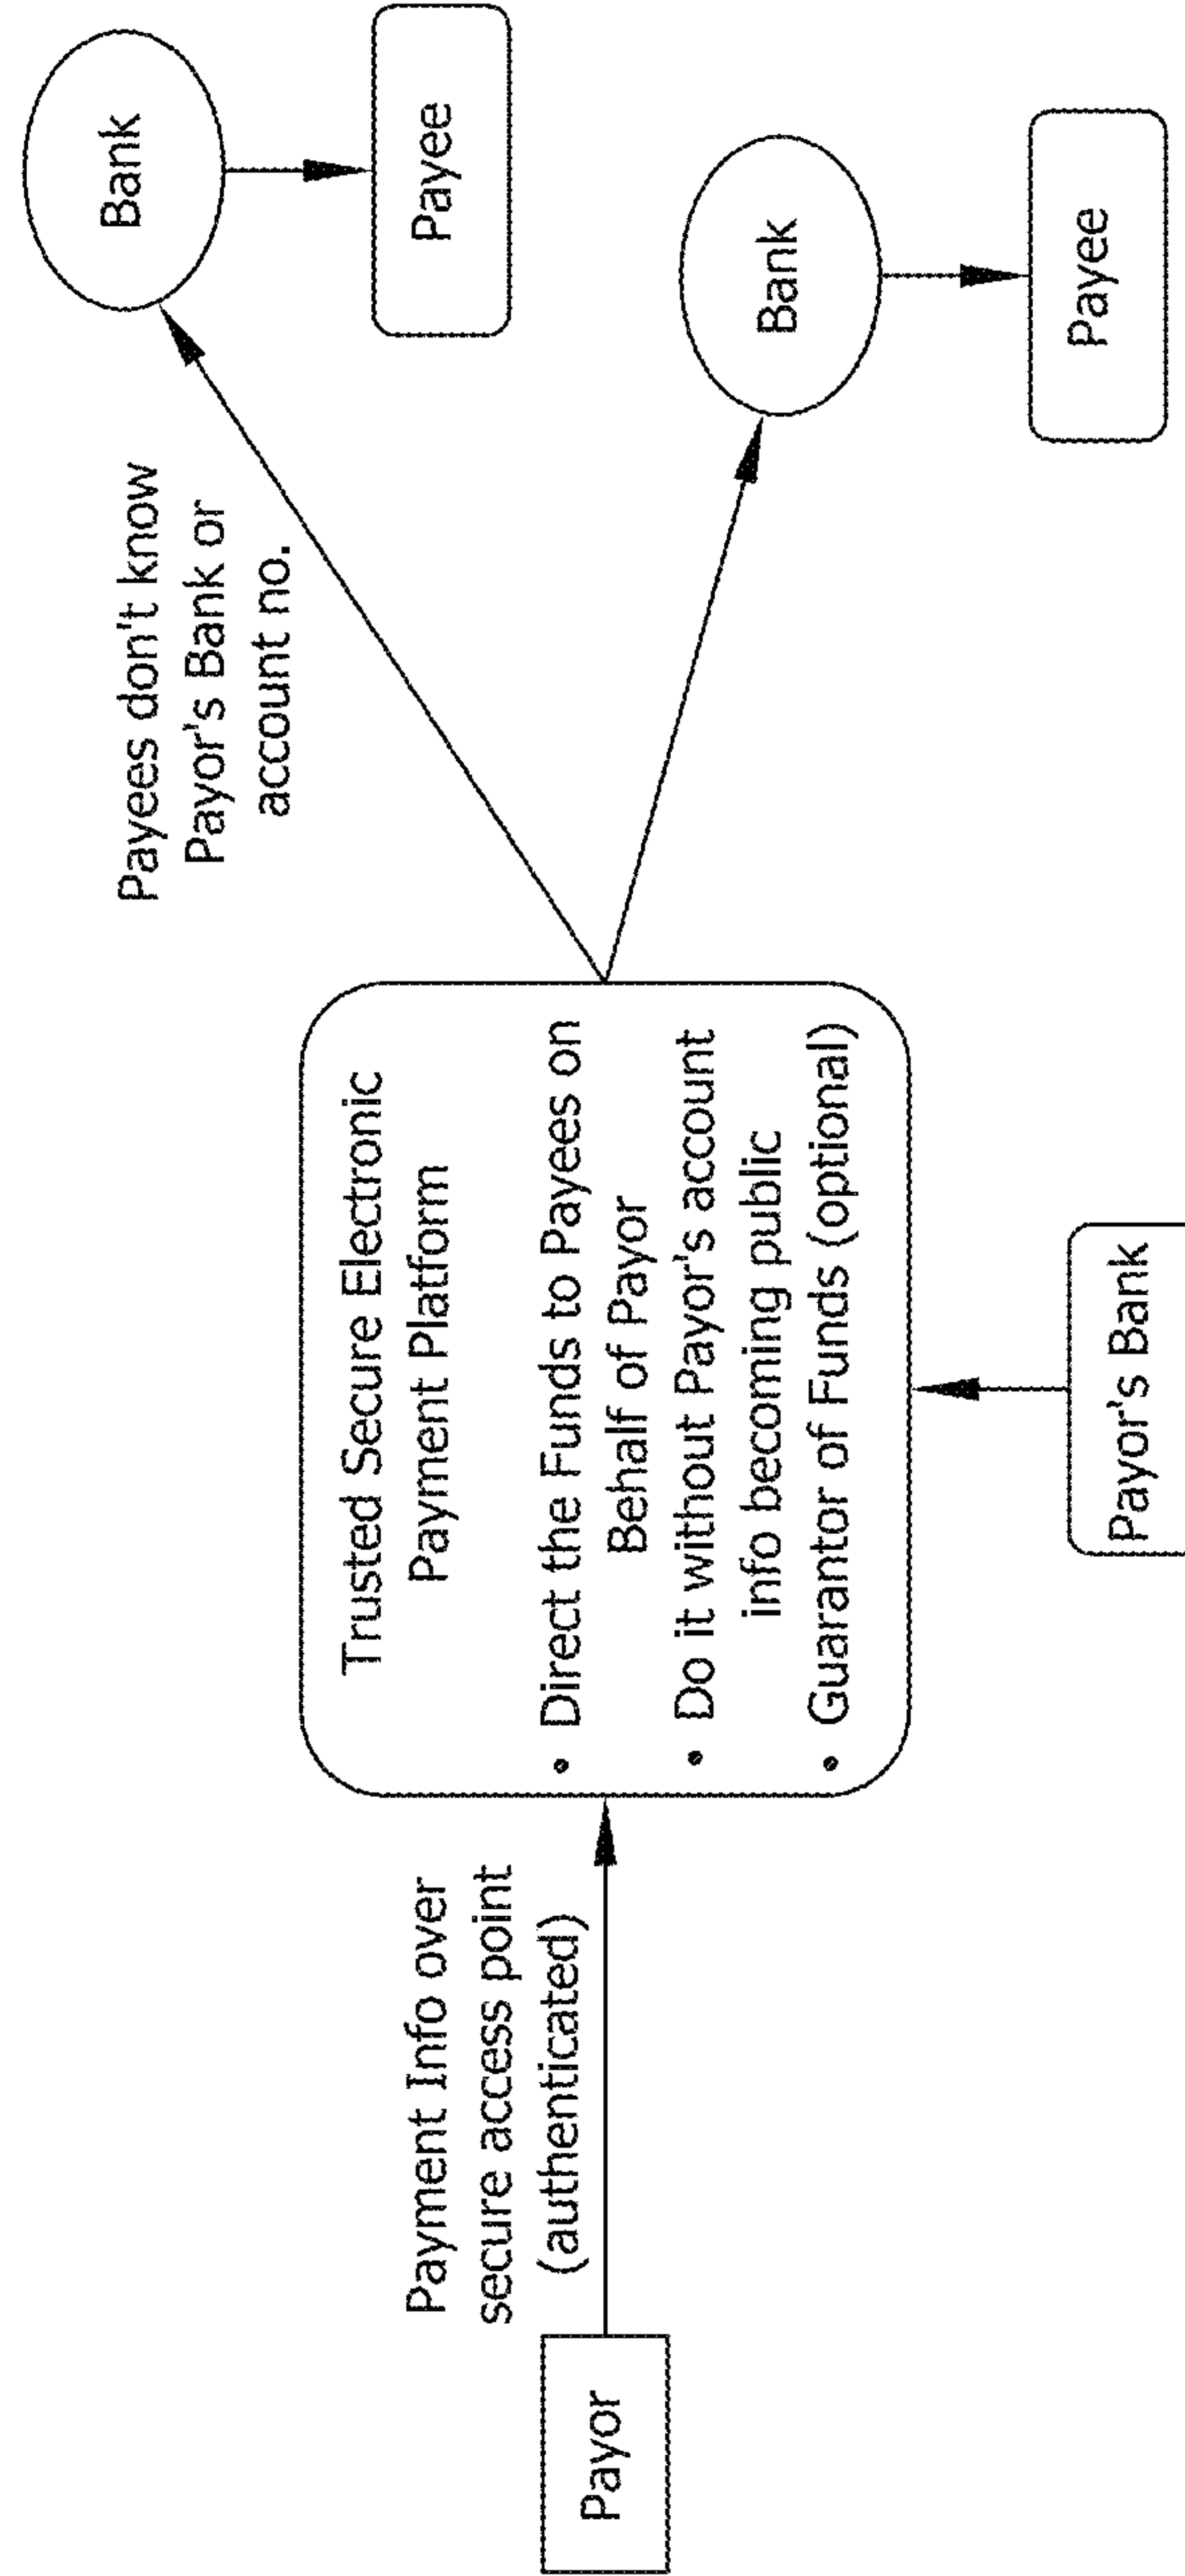 Payor
Payment Info over
secure access point
(authenticated)
Trusted Secure Electronic
Payment Platform
• Direct the Funds to Payees on
Behalf of Payor
• Do it without Payor's account
info becoming public
• Guarantor of Funds (optional)
Payor's Bank
Payees don't know
Payor's Bank or
account no.
Bank
Payee
Bank
Payee